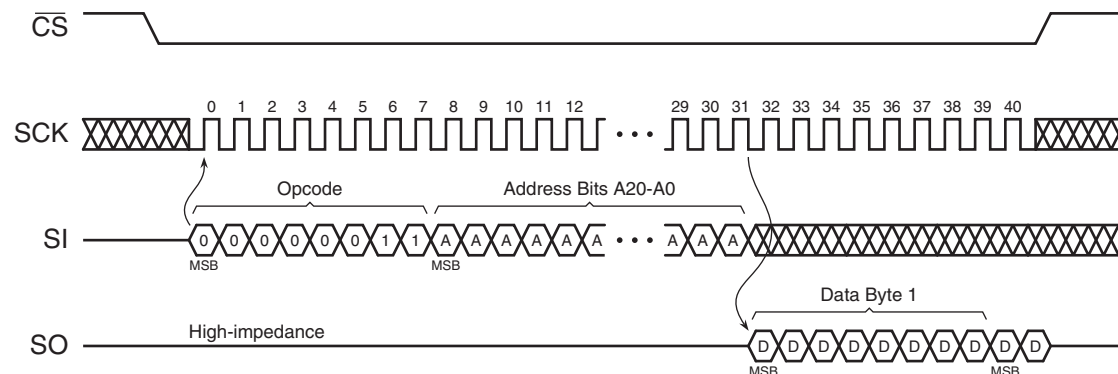 CS
0 1 2 3 4 5 6 7 8 9 10 11 12 29 30 31 32 33 34 35 36 37 38 39 40
SCK
Opcode Address Bits A20-A0
SI 0 0 0 0 0 0 1 1 A A A A A A A A A
MSB MSB
Data Byte 1
High-impedance
SO D D D D D D D D D D
MSB MSB